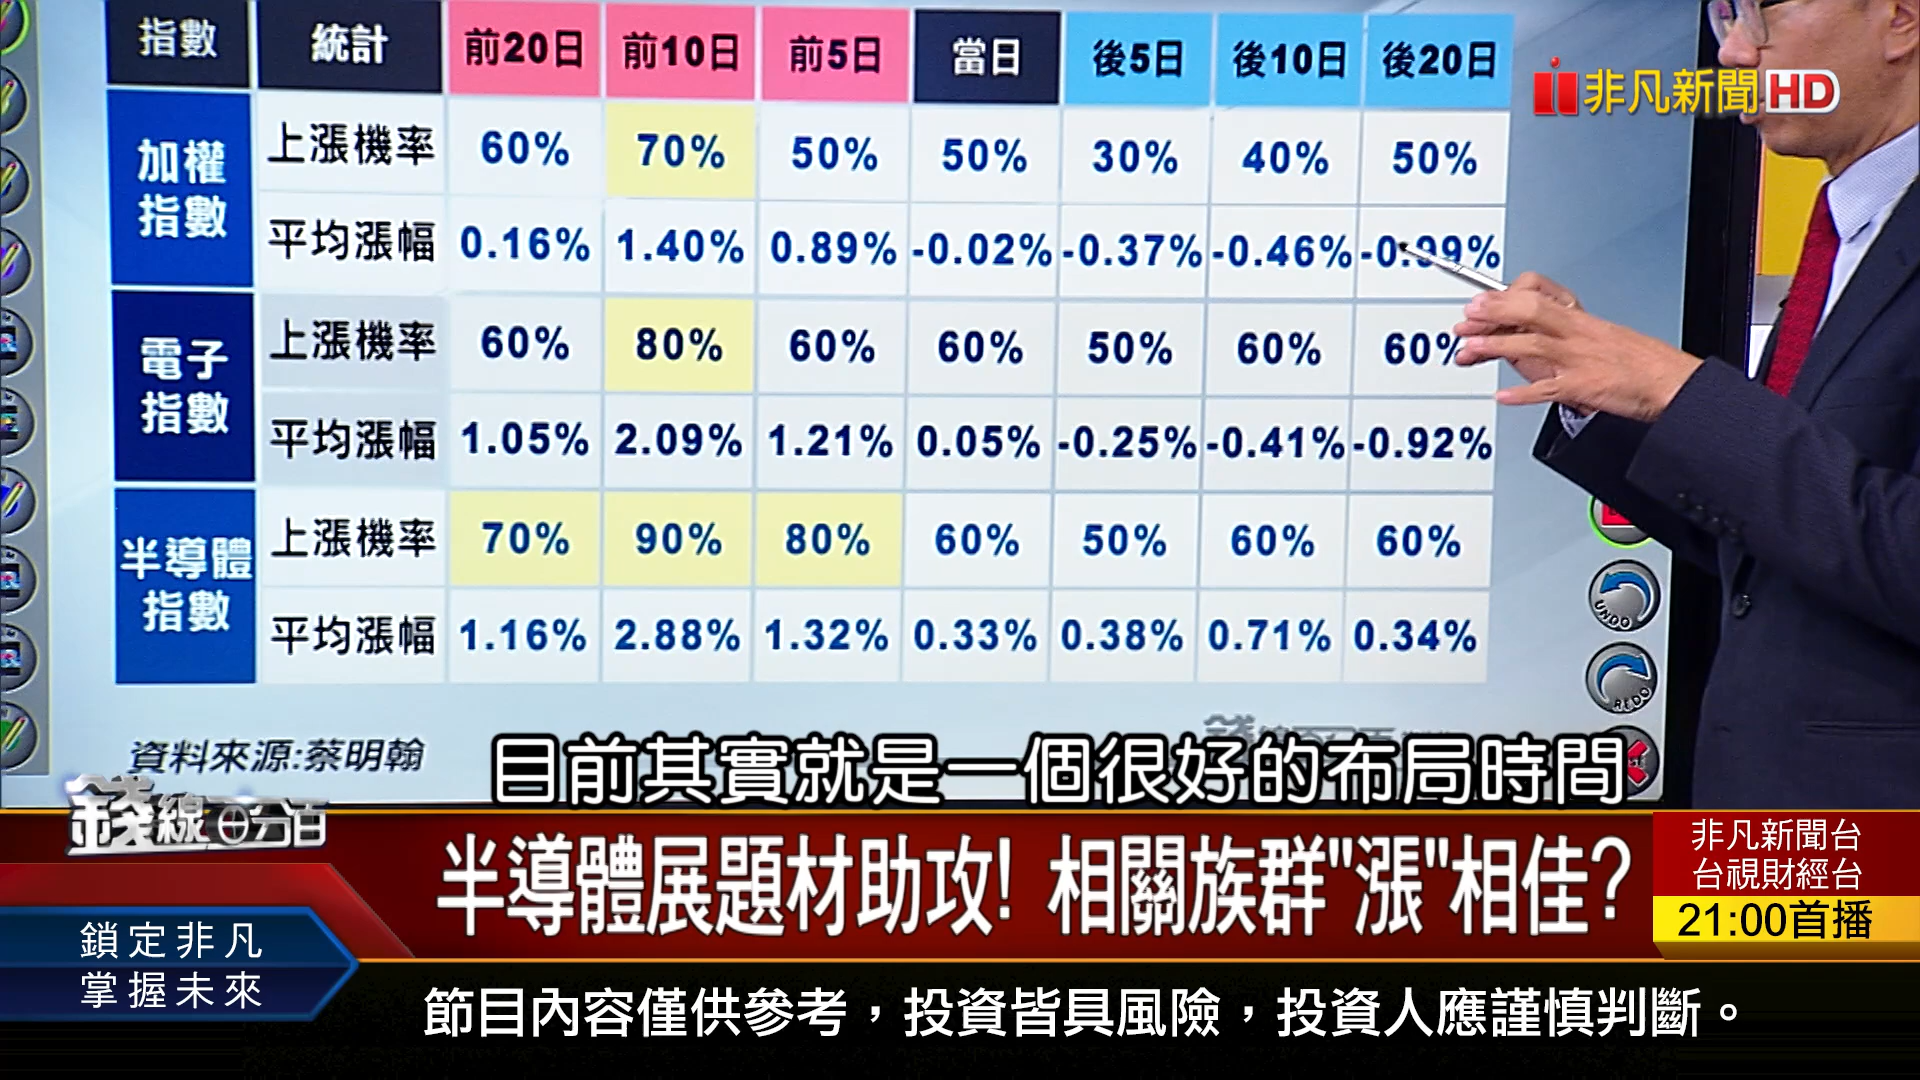 指數 統計 前20日 前10日 前5日 當日 後5日 後10日 後20日
加權指數 上漲機率 60% 70% 50% 50% 30% 40% 50%
平均漲幅 0.16% 1.40% 0.89% -0.02% -0.37% -0.46% -0.99%
電子指數 上漲機率 60% 80% 60% 60% 50% 60% 60%
平均漲幅 1.05% 2.09% 1.21% 0.05% -0.25% -0.41% -0.92%
半導體指數 上漲機率 70% 90% 80% 60% 50% 60% 60%
平均漲幅 1.16% 2.88% 1.32% 0.33% 0.38% 0.71% 0.34%
資料來源:蔡明翰
非凡新聞HD
UNDO
REDO
目前其實就是一個很好的布局時間
錢線百分百
半導體展題材助攻! 相關族群"漲"相佳?
非凡新聞台
台視財經台
21:00首播
鎖定非凡
掌握未來
節目內容僅供參考，投資皆具風險，投資人應謹慎判斷。